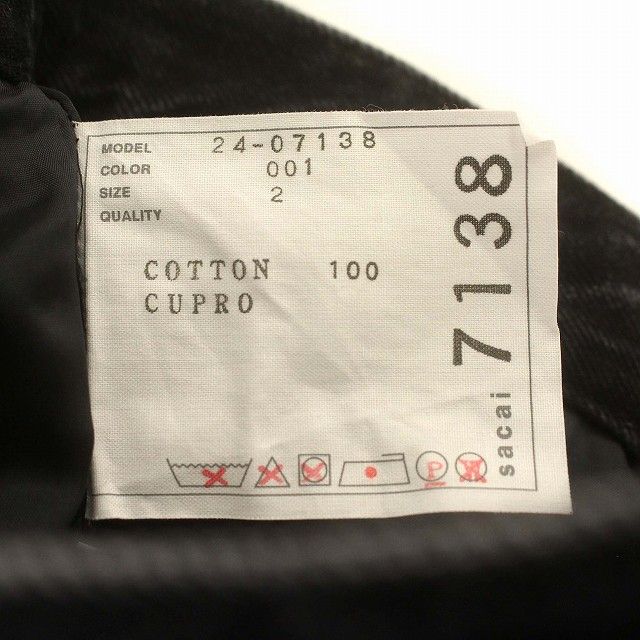 MODEL 24-07138
COLOR 001
SIZE 2
QUALITY
COTTON 100
CUPRO
P
W
sacai 7138